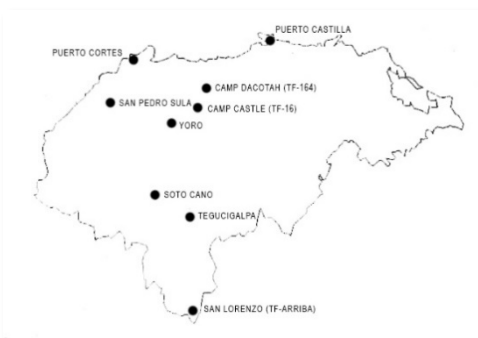 PUERTO CASTILLA
PUERTO CORTES
CAMP DACOTAH (TF-164)
SAN PEDRO SULA
CAMP CASTLE (TF-16)
YORO
SOTO CANO
TEGUCIGALPA
SAN LORENZO (TF-ARRIBA)